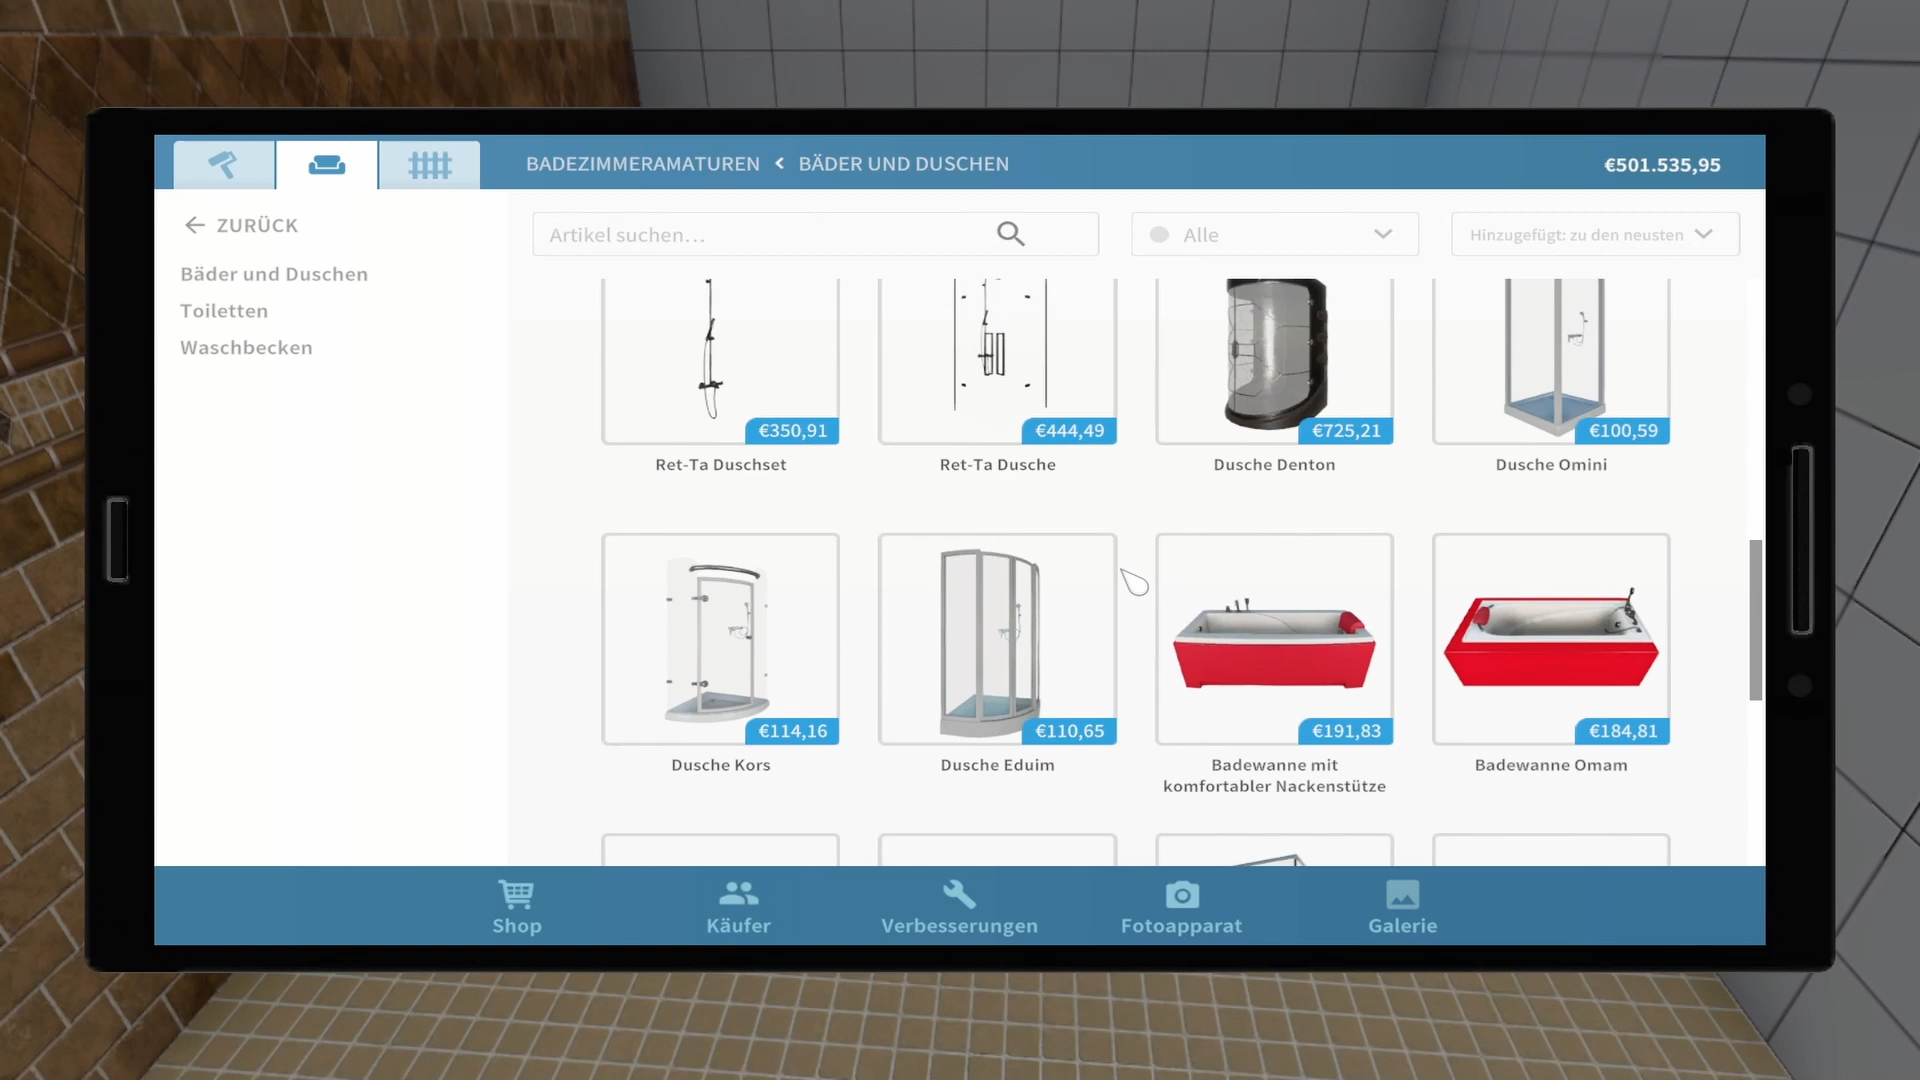 BADEZIMMERAMATUREN < BÄDER UND DUSCHEN
€501.535,95
ZURÜCK
Bäder und Duschen
Toiletten
Waschbecken
Artikel suchen...
Alle
Hinzugefügt: zu den neusten
€350,91
€444,49
€725,21
€100,59
Ret-Ta Duschset
Ret-Ta Dusche
Dusche Denton
Dusche Omini
€114,16
€110,65
€191,83
€184,81
Dusche Kors
Dusche Eduim
Badewanne mit
komfortabler Nackenstütze
Badewanne Omam
Shop
Käufer
Verbesserungen
Fotoapparat
Galerie